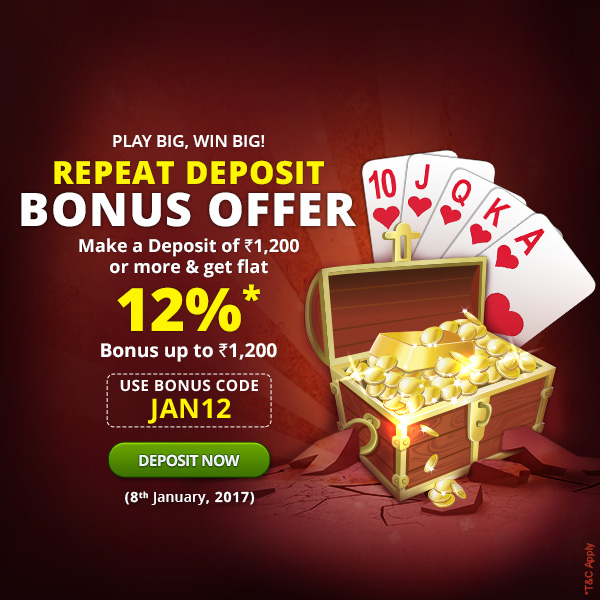 PLAY BIG, WIN BIG!
REPEAT DEPOSIT
BONUS OFFER
Make a Deposit of ₹1,200
or more & get flat
12%*
Bonus up to ₹1,200
USE BONUS CODE
JAN12
DEPOSIT NOW
(8th January, 2017)
10 J Q K A
*T&C Apply